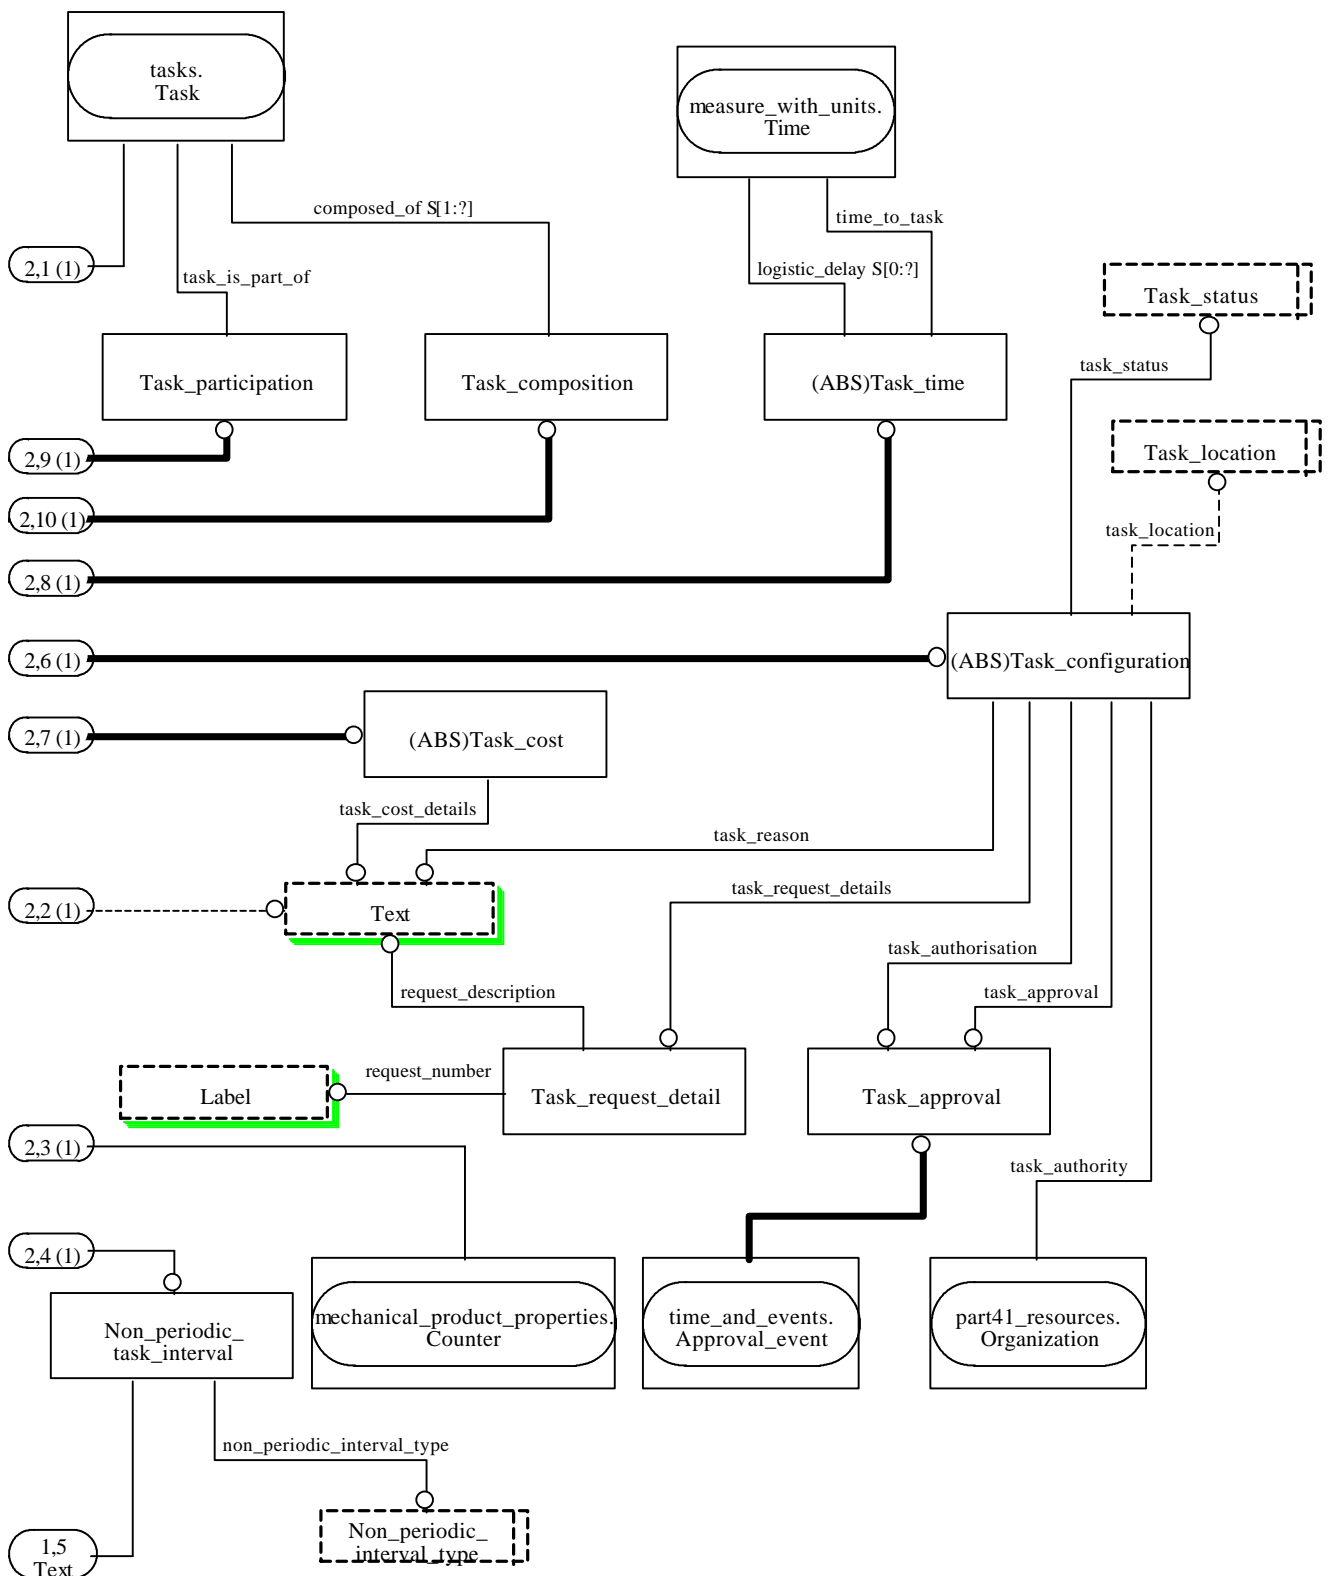 tasks.
Task
measure_with_units.
Time
composed_of S[1:?]
time_to_task
2,1 (1)
task_is_part_of
logistic_delay S[0:?]
Task_status
task_status
Task_participation
Task_composition
(ABS)Task_time
2,9 (1)
Task_location
2,10 (1)
task_location
2,8 (1)
2,6 (1)
(ABS)Task_configuration
2,7 (1)
(ABS)Task_cost
task_cost_details
task_reason
task_request_details
2,2 (1)
Text
task_authorisation
request_description
task_approval
request_number
Label
Task_request_detail
Task_approval
2,3 (1)
task_authority
2,4 (1)
Non_periodic_
task_interval
mechanical_product_properties.
Counter
time_and_events.
Approval_event
part41_resources.
Organization
non_periodic_interval_type
Non_periodic_
interval_type
1,5
Text